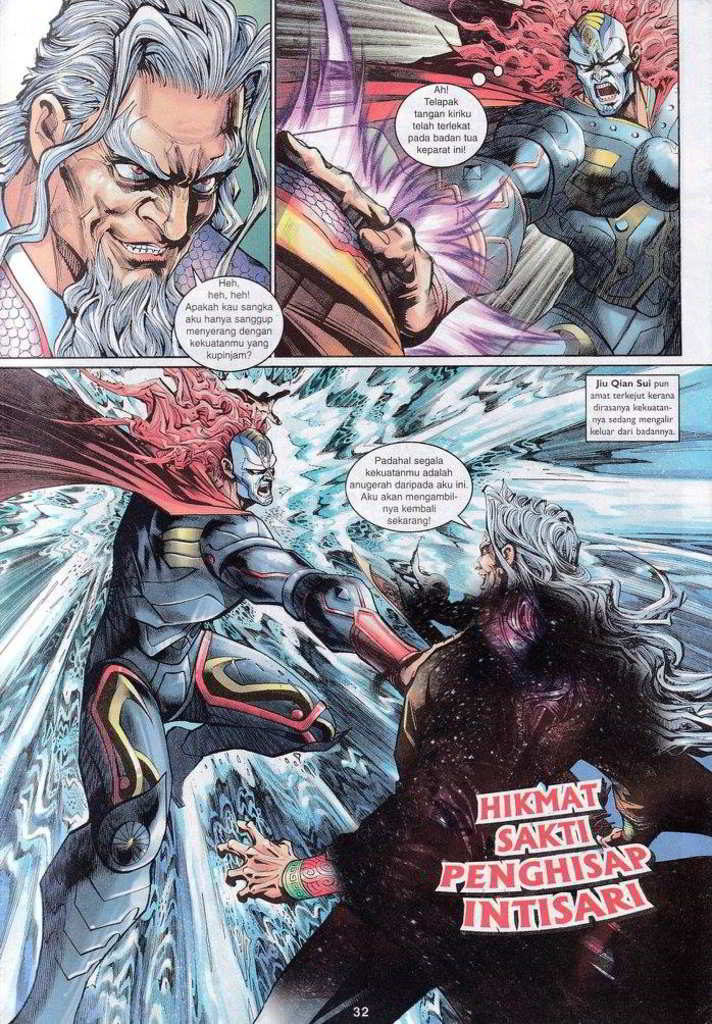 Heh,
heh, heh!
Apakah kau sangka
aku hanya sanggup
menyerang dengan
kekuatanmu yang
kupinjam?
Ah!
Telapak
tangan kiriku
telah terlekat
pada badan tua
keparat ini!
Jiu Qian Sui pun
amat terkejut kerana
dirasanya kekuatan-
nya sedang mengalir
keluar dari badannya.
Padahal segala
kekuatanmu adalah
anugerah daripada aku ini.
Aku akan mengambil-
nya kembali
sekarang!
HIKMAT
SAKTI
PENGHISAP
INTISARI
32